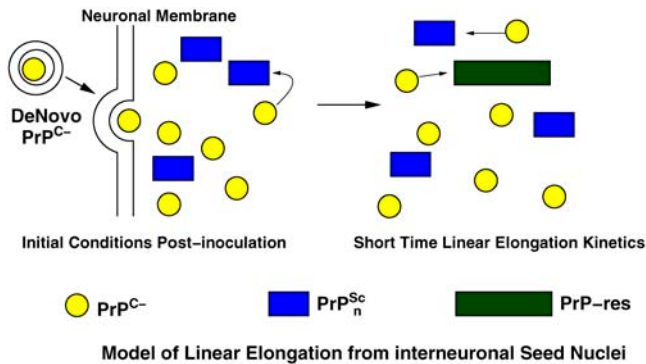 Neuronal Membrane
DeNovo
PrP^C−
Initial Conditions Post−inoculation
Short Time Linear Elongation Kinetics
PrP^C−
PrP^Sc_n
PrP−res
Model of Linear Elongation from interneuronal Seed Nuclei